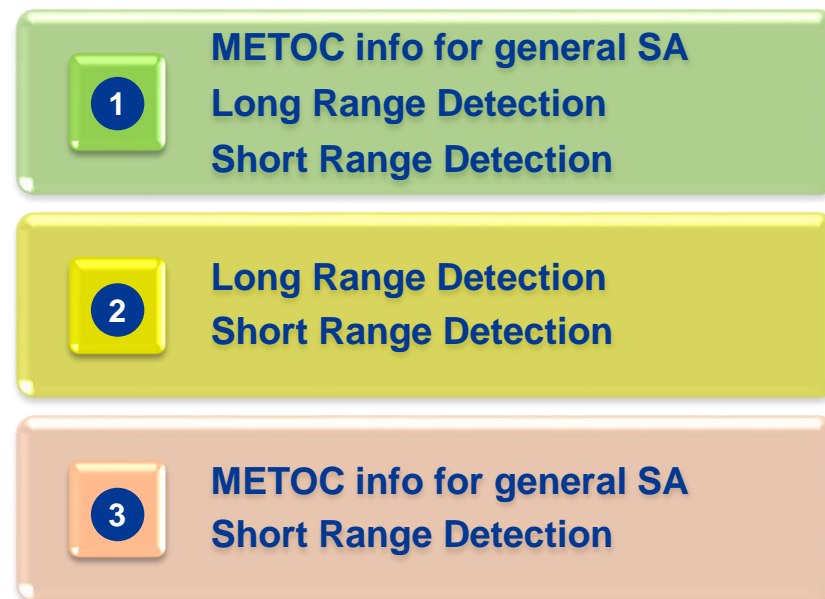 1
METOC info for general SA
Long Range Detection
Short Range Detection
2
Long Range Detection
Short Range Detection
3
METOC info for general SA
Short Range Detection